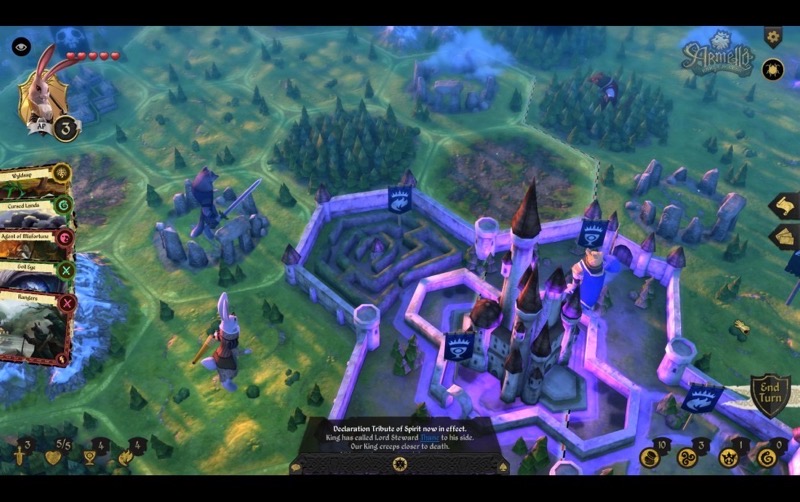 Armello
AP
3
Wyldsap
Cursed Lands
Agent of Misfortune
Evil Eye
Rangers
End
Turn
Declaration Tribute of Spirit now in effect.
King has called Lord Steward Thane to his side.
Our King creeps closer to death.
3 5/5 4 4
10 3 1 0